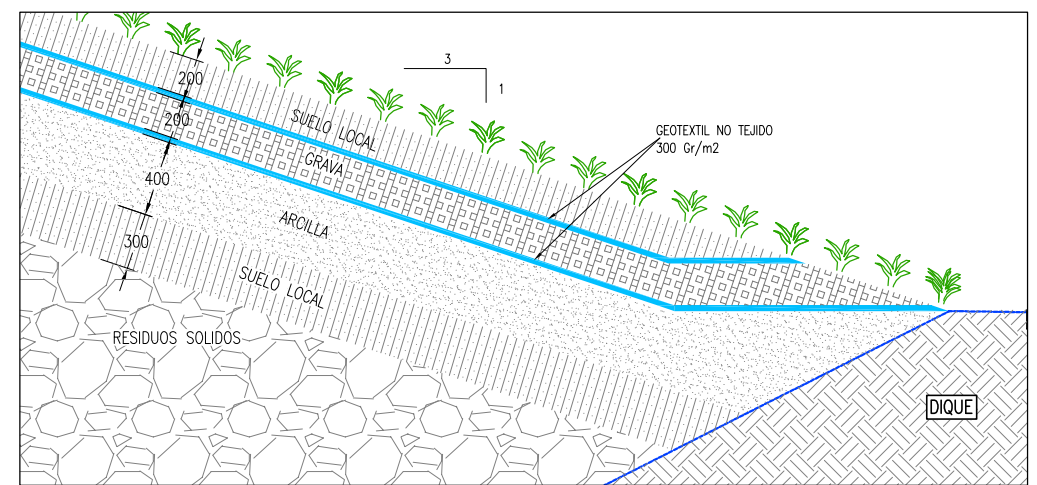 3
1
200
SUELO LOCAL
200
GRAVA
GEOTEXTIL NO TEJIDO
300 Gr/m2
400
ARCILLA
300
SUELO LOCAL
RESIDUOS SOLIDOS
DIQUE